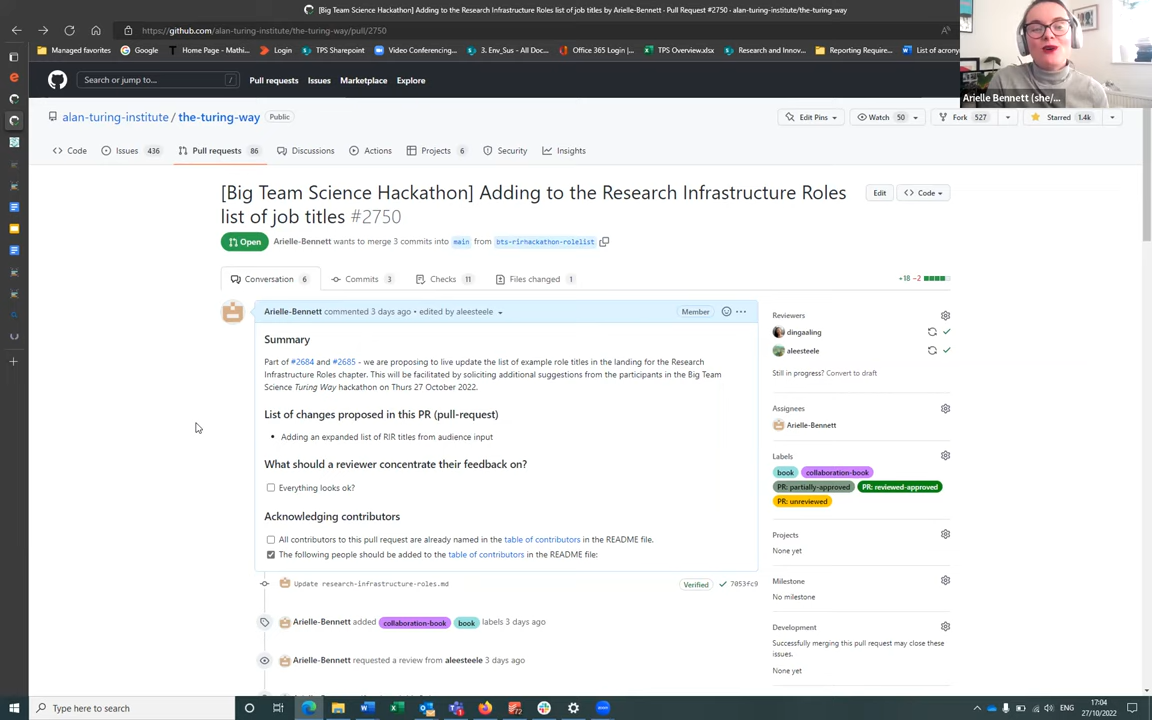 [Big Team Science Hackathon] Adding to the Research Infrastructure Roles list of job titles by Arielle-Bennett · Pull Request #2750 · alan-turing-institute/the-turing-way
https://github.com/alan-turing-institute/the-turing-way/pull/2750
Managed favorites Google Home Page - Mathi... Login TPS Sharepoint Video Conferencing... 3. Env_Sus - All Doc... Office 365 Login |... TPS Overview.xlsx Research and Innov... Reporting Require... List of acrony
Arielle Bennett (she/...
Search or jump to... / Pull requests Issues Marketplace Explore
alan-turing-institute / the-turing-way Public
Edit Pins Watch 50 Fork 527 Starred 1.4k
Code Issues 436 Pull requests 86 Discussions Actions Projects 6 Security Insights
[Big Team Science Hackathon] Adding to the Research Infrastructure Roles
list of job titles #2750
Edit <> Code
Open Arielle-Bennett wants to merge 3 commits into main from bts-rirhackathon-rolelist
Conversation 6 Commits 3 Checks 11 Files changed 1
+18 −2
Arielle-Bennett commented 3 days ago • edited by aleesteele Member ...
Summary
Part of #2684 and #2685 - we are proposing to live update the list of example role titles in the landing for the Research
Infrastructure Roles chapter. This will be facilitated by soliciting additional suggestions from the participants in the Big Team
Science Turing Way hackathon on Thurs 27 October 2022.
List of changes proposed in this PR (pull-request)
• Adding an expanded list of RIR titles from audience input
What should a reviewer concentrate their feedback on?
Everything looks ok?
Acknowledging contributors
All contributors to this pull request are already named in the table of contributors in the README file.
The following people should be added to the table of contributors in the README file:
Update research-infrastructure-roles.md Verified 7053fc9
Arielle-Bennett added collaboration-book book labels 3 days ago
Arielle-Bennett requested a review from aleesteele 3 days ago
Reviewers
dingaaling
aleesteele
Still in progress? Convert to draft
Assignees
Arielle-Bennett
Labels
book collaboration-book
PR: partially-approved PR: reviewed-approved
PR: unreviewed
Projects
None yet
Milestone
No milestone
Development
Successfully merging this pull request may close these
issues.
None yet
Type here to search
ENG
17:04
27/10/2022